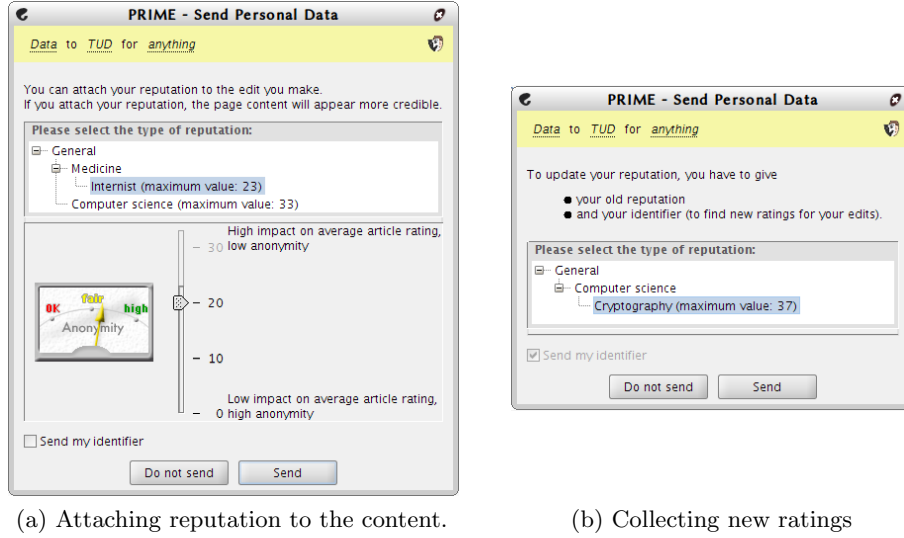 PRIME - Send Personal Data
Data to TUD for anything
You can attach your reputation to the edit you make.
If you attach your reputation, the page content will appear more credible.
Please select the type of reputation:
General
Medicine
Internist (maximum value: 23)
Computer science (maximum value: 33)
High impact on average article rating,
30 low anonymity
0K fair high
Anonymity
20
10
Low impact on average article rating,
0 high anonymity
Send my identifier
Do not send Send
(a) Attaching reputation to the content.
PRIME - Send Personal Data
Data to TUD for anything
To update your reputation, you have to give
● your old reputation
● and your identifier (to find new ratings for your edits).
Please select the type of reputation:
General
Computer science
Cryptography (maximum value: 37)
Send my identifier
Do not send Send
(b) Collecting new ratings